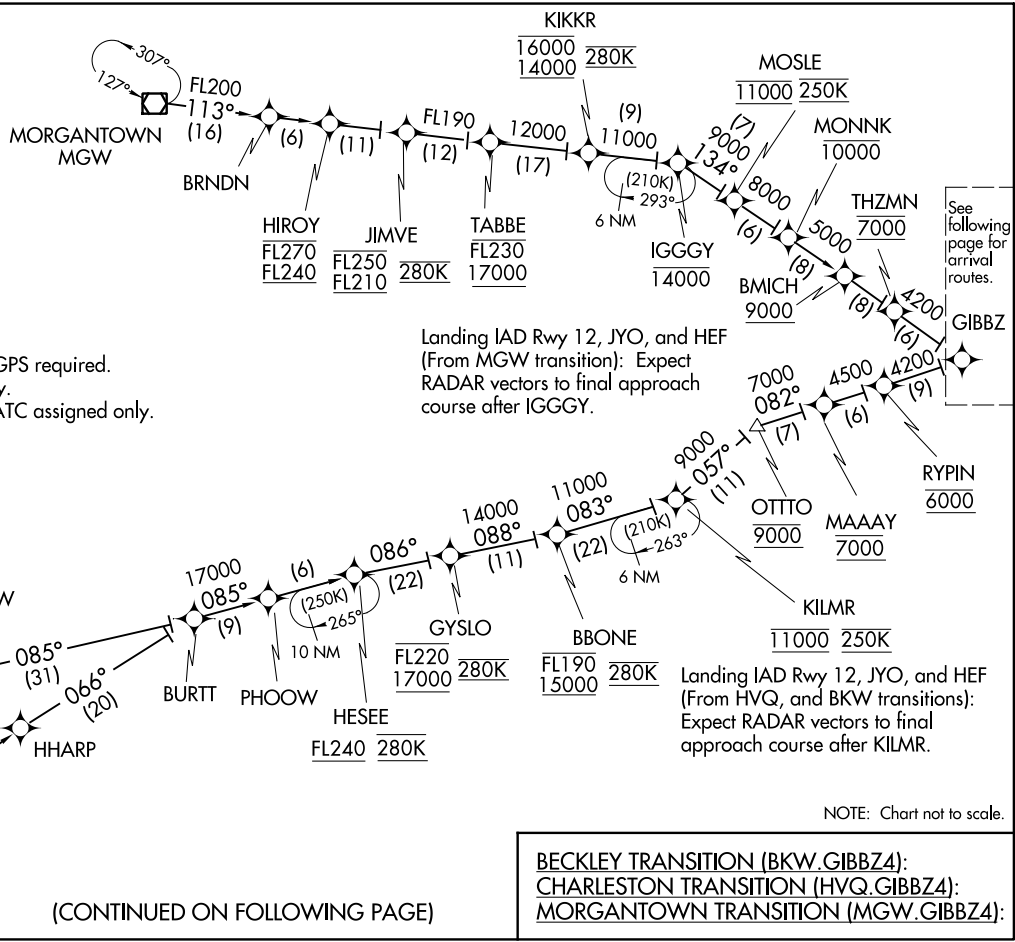 307°
127°
MORGANTOWN
MGW
FL200
113°
(16)
BRNDN
(6)
HIROY
FL270
FL240
(11)
JIMVE
FL250
FL210
280K
FL190
(12)
TABBE
FL230
17000
12000
(17)
KIKKR
16000
14000
280K
(9)
11000
(210K)
293°
6 NM
IGGGY
14000
(7)
9000
134°
MOSLE
11000
250K
8000
(6)
MONNK
10000
5000
(8)
BMICH
9000
(8)
THZMN
7000
4200
(6)
See
following
page for
arrival
routes.
GIBBZ
GPS required.
y.
ATC assigned only.
Landing IAD Rwy 12, JYO, and HEF
(From MGW transition): Expect
RADAR vectors to final approach
course after IGGGY.
W
085°
(31)
066°
(20)
HHARP
BURTT
17000
085°
(9)
PHOOW
(6)
(250K)
265°
10 NM
HESEE
FL240
280K
086°
(22)
GYSLO
FL220
17000
280K
14000
088°
(11)
BBONE
FL190
15000
280K
11000
083°
(22)
(210K)
263°
6 NM
KILMR
11000
250K
9000
057°
(11)
OTTTO
9000
7000
082°
(7)
MAAAY
7000
4500
(6)
RYPIN
6000
4200
(9)
Landing IAD Rwy 12, JYO, and HEF
(From HVQ, and BKW transitions):
Expect RADAR vectors to final
approach course after KILMR.
NOTE: Chart not to scale.
(CONTINUED ON FOLLOWING PAGE)
BECKLEY TRANSITION (BKW.GIBBZ4):
CHARLESTON TRANSITION (HVQ.GIBBZ4):
MORGANTOWN TRANSITION (MGW.GIBBZ4):